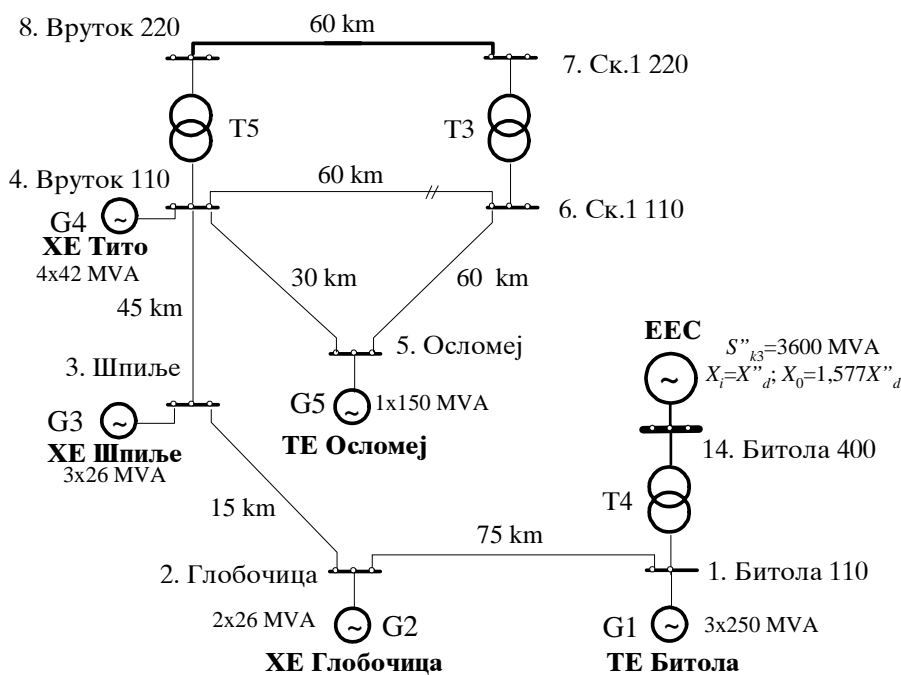 60 km
8. Вруток 220
7. Ск.1 220
T5
T3
4. Вруток 110
60 km
6. Ск.1 110
G4
~
ХЕ Тито
4x42 MVA
30 km
60 km
45 km
ЕЕС
S”k3=3600 MVA
Xi=X”d; X0=1,577X”d
~
5. Осломеј
3. Шпиље
G5
~
1x150 MVA
G3
~
ТЕ Осломеј
14. Битола 400
ХЕ Шпиље
3x26 MVA
T4
15 km
75 km
2. Глобочица
1. Битола 110
2x26 MVA
~
G2
G1
~
3x250 MVA
ХЕ Глобочица
ТЕ Битола